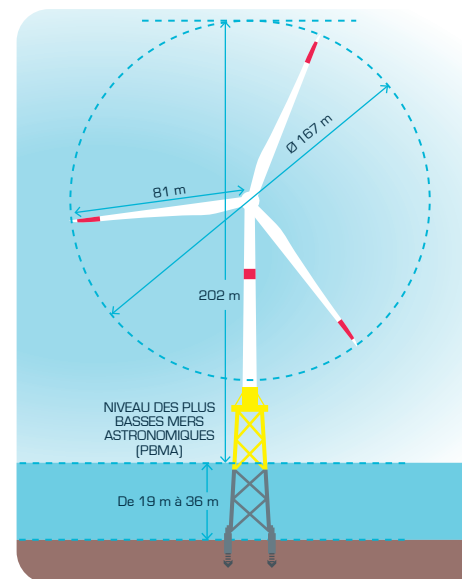 Ø 167 m
81 m
202 m
NIVEAU DES PLUS
BASSES MERS
ASTRONOMIQUES
(PBMA)
De 19 m à 36 m